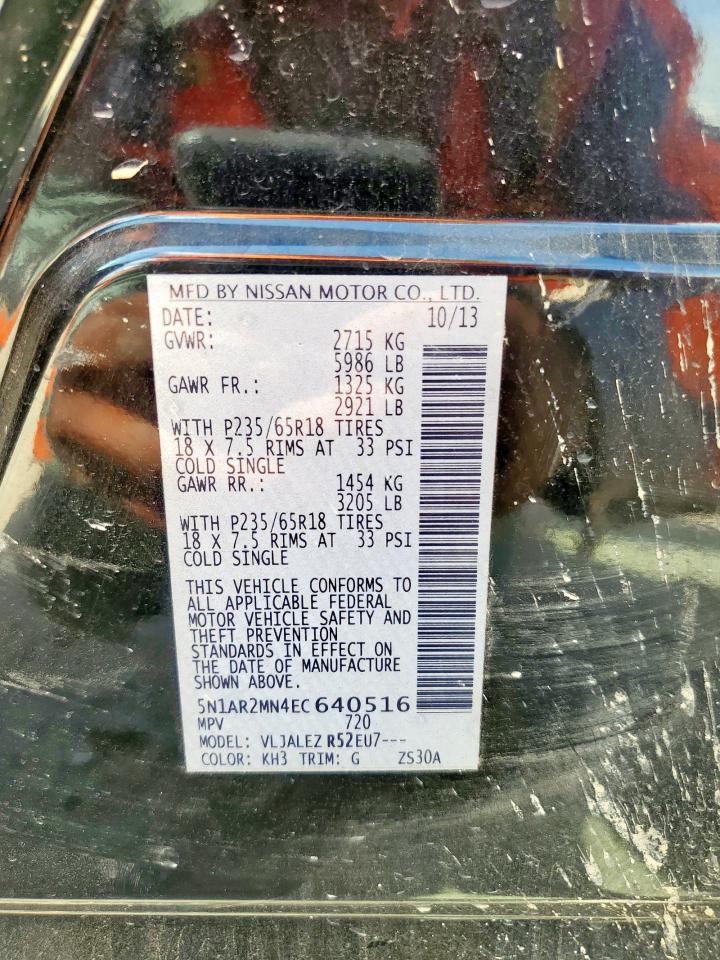 MFD BY NISSAN MOTOR CO., LTD.
DATE: 10/13
GVWR: 2715 KG
5986 LB
GAWR FR.: 1325 KG
2921 LB
WITH P235/65R18 TIRES
18 X 7.5 RIMS AT 33 PSI
COLD SINGLE
GAWR RR.: 1454 KG
3205 LB
WITH P235/65R18 TIRES
18 X 7.5 RIMS AT 33 PSI
COLD SINGLE
THIS VEHICLE CONFORMS TO
ALL APPLICABLE FEDERAL
MOTOR VEHICLE SAFETY AND
THEFT PREVENTION
STANDARDS IN EFFECT ON
THE DATE OF MANUFACTURE
SHOWN ABOVE.
5N1AR2MN4EC 640516
MPV 720
MODEL: VLJALEZ R52EU7---
COLOR: KH3 TRIM: G ZS30A